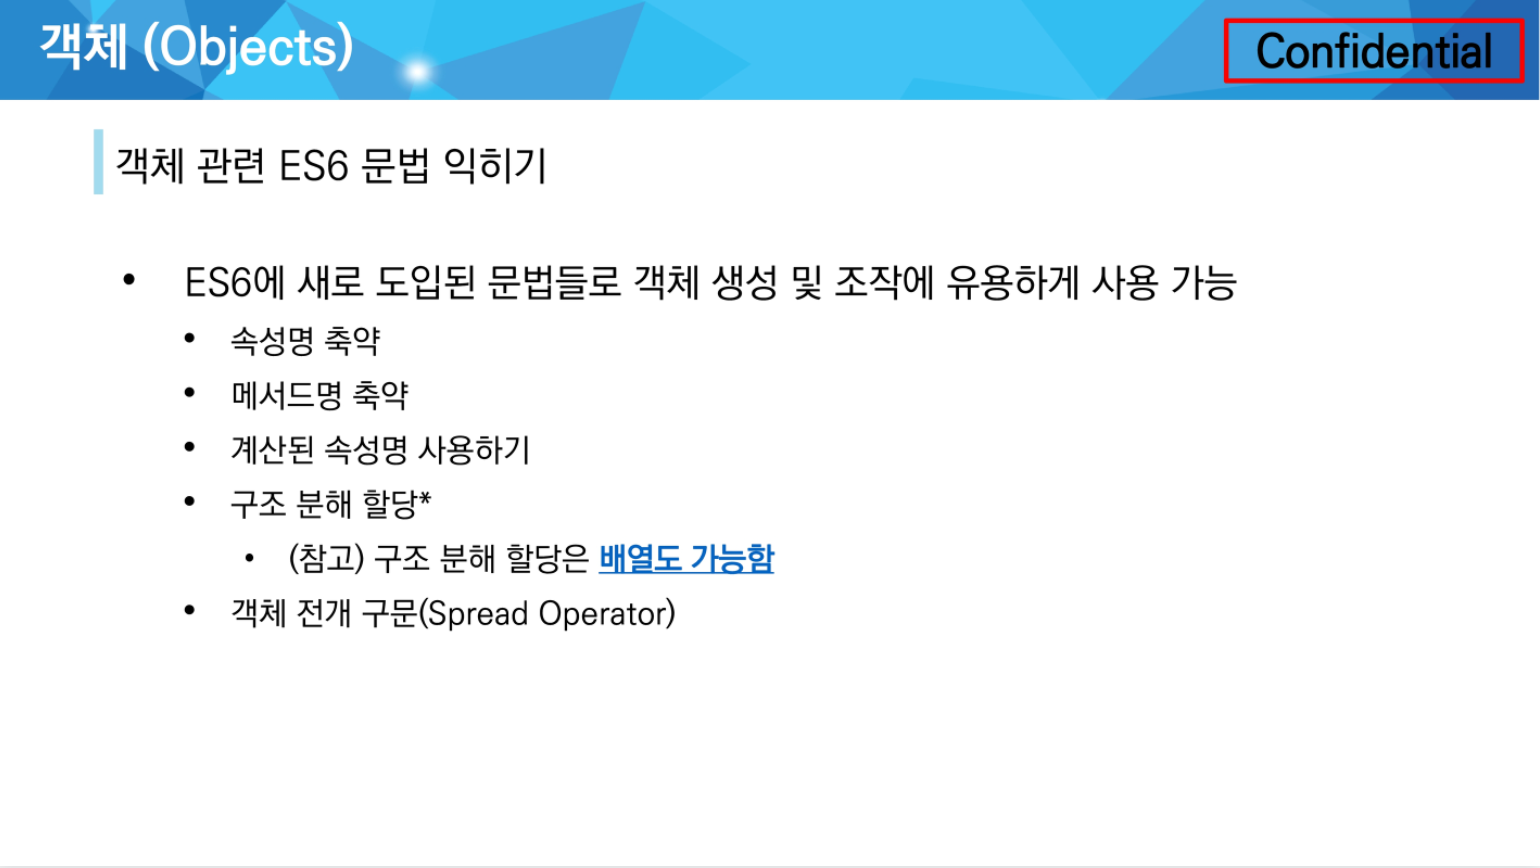 객체 (Objects)
Confidential
객체 관련 ES6 문법 익히기
• ES6에 새로 도입된 문법들로 객체 생성 및 조작에 유용하게 사용 가능
• 속성명 축약
• 메서드명 축약
• 계산된 속성명 사용하기
• 구조 분해 할당*
• (참고) 구조 분해 할당은 배열도 가능함
• 객체 전개 구문(Spread Operator)